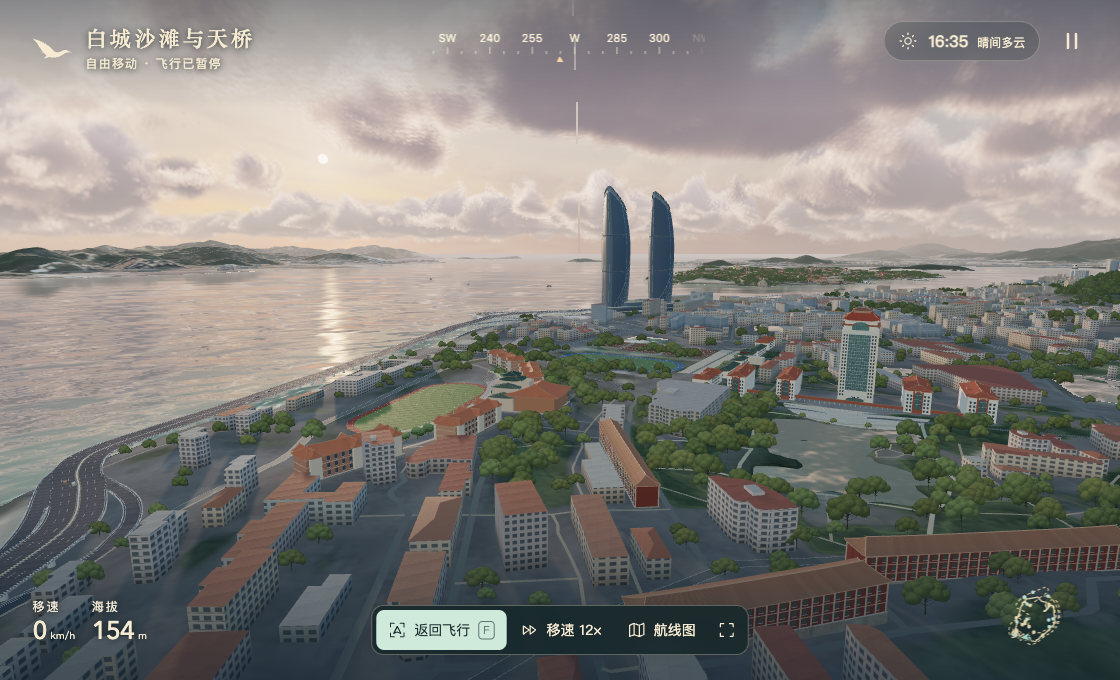 白城沙滩与天桥
自由移动 · 飞行已暂停
SW 240 255 W 285 300 NW
16:35 晴间多云
移速 海拔
0 km/h 154 m
返回飞行 F 移速 12x 航线图